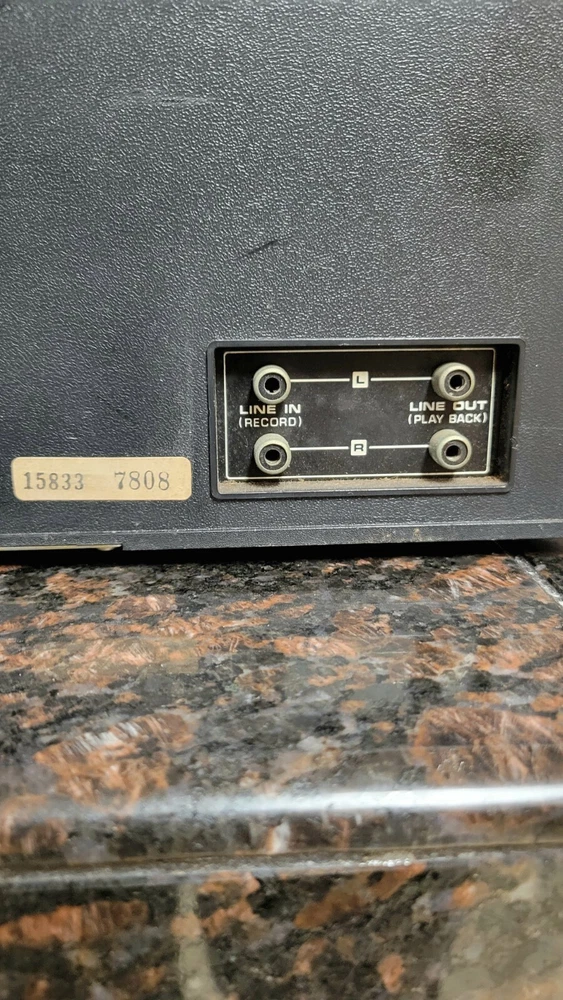 L
LINE IN
(RECORD)
LINE OUT
(PLAY BACK)
R
15833 7808